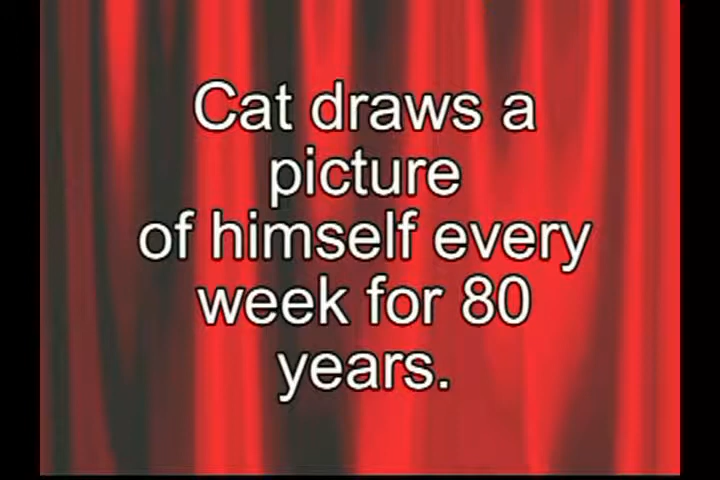 Cat draws a
picture
of himself every
week for 80
years.